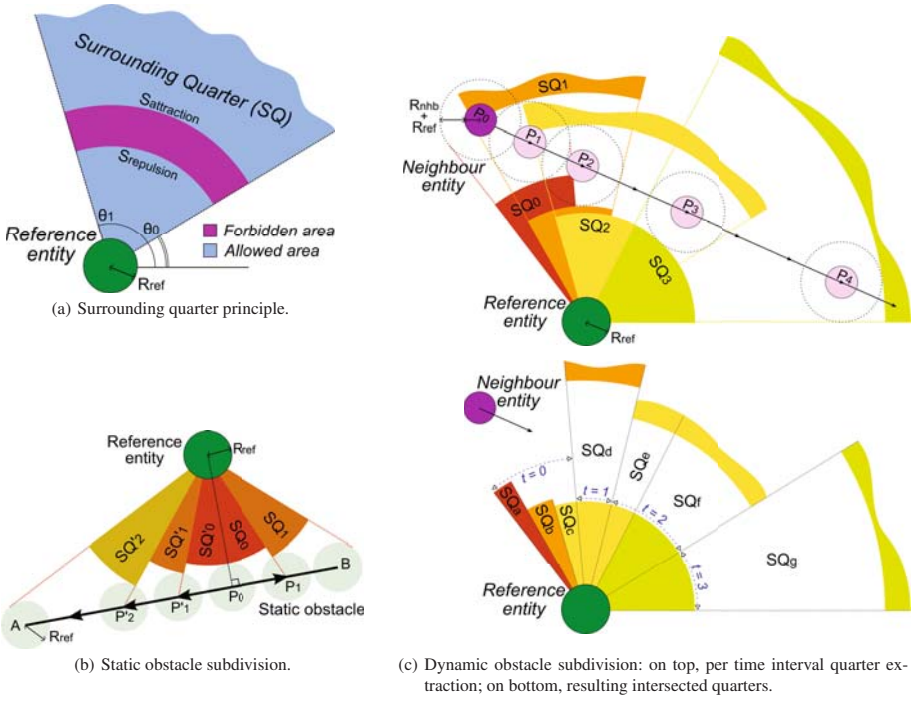 Surrounding Quarter (SQ)
Sattraction
Srepulsion
θ1
θ0
Reference
entity
Rref
Forbidden area
Allowed area
(a) Surrounding quarter principle.
Reference
entity
Rref
SQ'2
SQ'1
SQ'0
SQ0
SQ1
A
P'2
P'1
P0
P1
B
Rref
Static obstacle
(b) Static obstacle subdivision.
SQ1
Rnhb
+
Rref
P0
P1
P2
P3
P4
Neighbour
entity
SQ0
SQ2
SQ3
Reference
entity
Rref
Neighbour
entity
SQd
SQe
SQf
SQg
t = 0
t = 1
t = 2
t = 3
SQa
SQb
SQc
Reference
entity
(c) Dynamic obstacle subdivision: on top, per time interval quarter ex-
traction; on bottom, resulting intersected quarters.